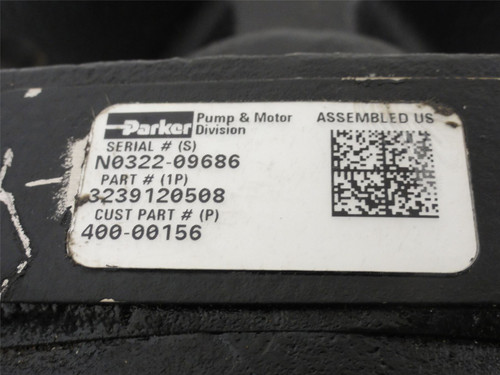 Parker Pump & Motor Division
ASSEMBLED US
SERIAL # (S)
N0322-09686
PART # (1P)
3239120508
CUST PART # (P)
400-00156